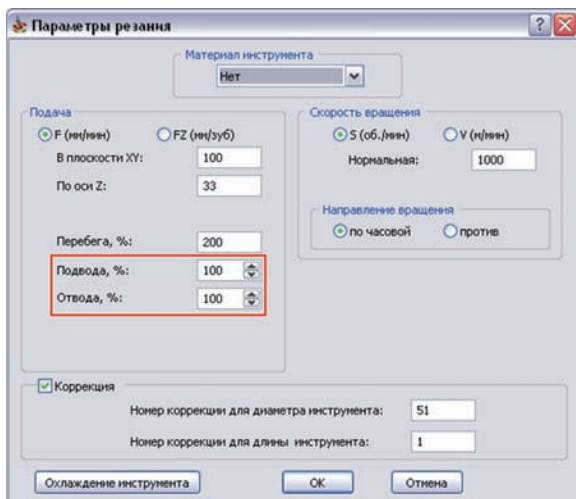 Параметры резания
Материал инструмента
Нет
Подача
F (мм/мин) FZ (мм/зуб)
В плоскости XY: 100
По оси Z: 33
Перебега, %: 200
Подвода, %: 100
Отвода, %: 100
Скорость вращения
S (об./мин) V (м/мин)
Нормальная: 1000
Направление вращения
по часовой против
Коррекция
Номер коррекции для диаметра инструмента: 51
Номер коррекции для длины инструмента: 1
Охлаждение инструмента OK Отмена